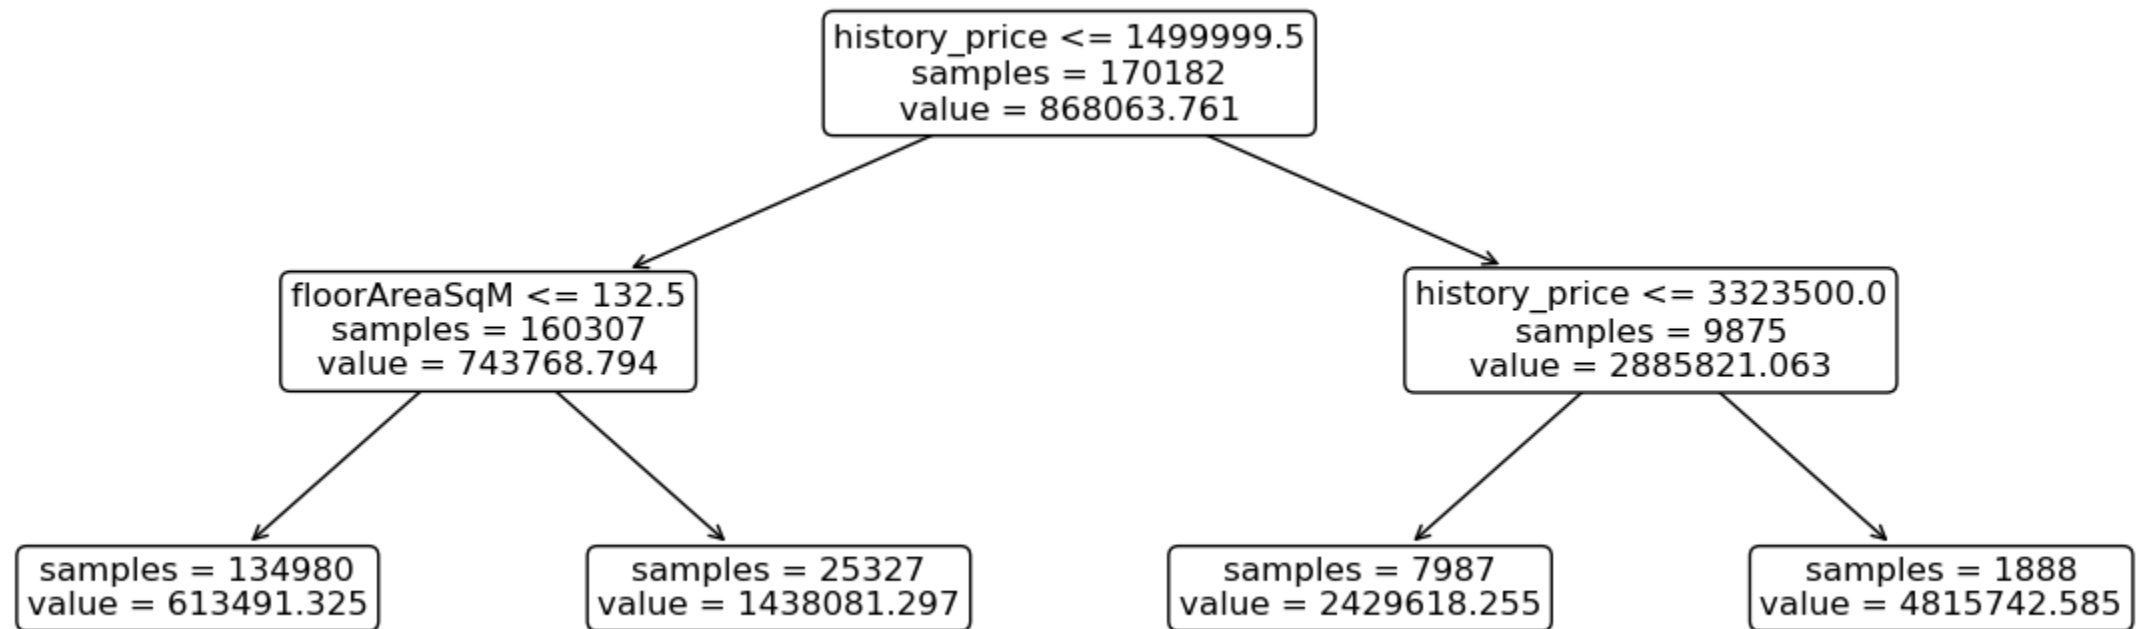 history_price <= 1499999.5
samples = 170182
value = 868063.761
floorAreaSqM <= 132.5
samples = 160307
value = 743768.794
history_price <= 3323500.0
samples = 9875
value = 2885821.063
samples = 134980
value = 613491.325
samples = 25327
value = 1438081.297
samples = 7987
value = 2429618.255
samples = 1888
value = 4815742.585